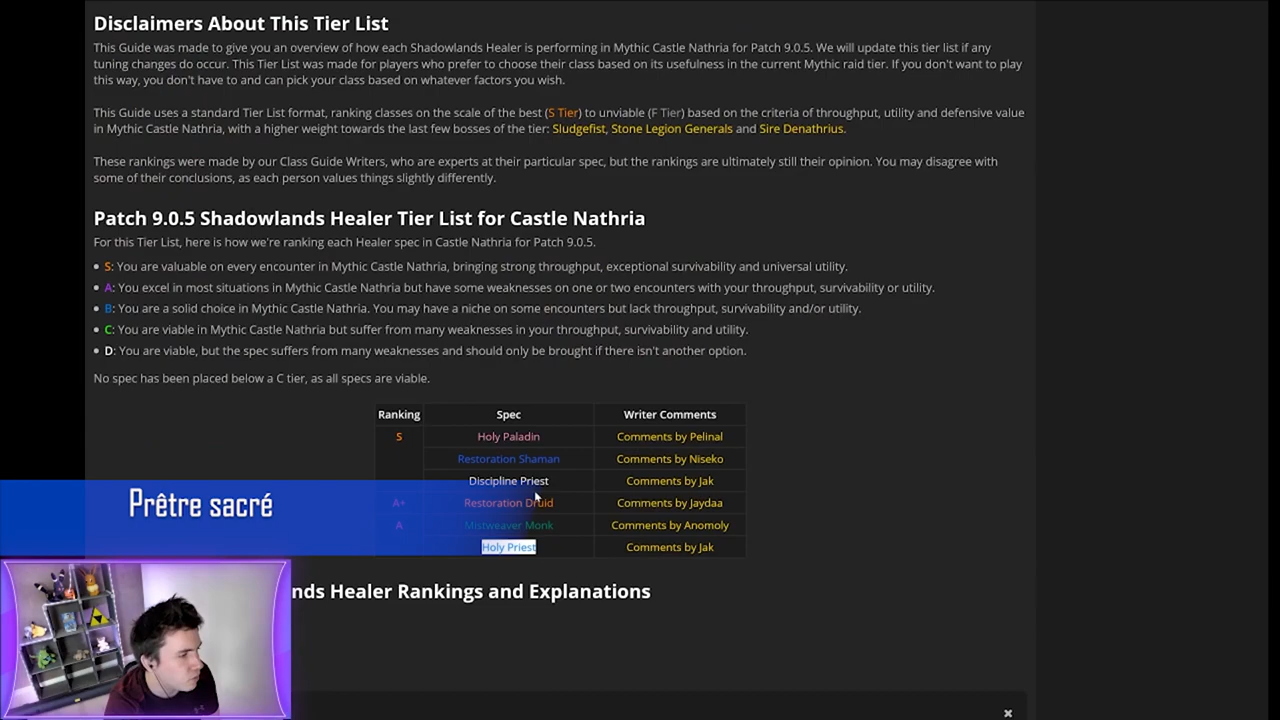 Disclaimers About This Tier List
This Guide was made to give you an overview of how each Shadowlands Healer is performing in Mythic Castle Nathria for Patch 9.0.5. We will update this tier list if any
tuning changes do occur. This Tier List was made for players who prefer to choose their class based on its usefulness in the current Mythic raid tier. If you don't want to play
this way, you don't have to and can pick your class based on whatever factors you wish.
This Guide uses a standard Tier List format, ranking classes on the scale of the best (S Tier) to unviable (F Tier) based on the criteria of throughput, utility and defensive value
in Mythic Castle Nathria, with a higher weight towards the last few bosses of the tier: Sludgefist, Stone Legion Generals and Sire Denathrius.
These rankings were made by our Class Guide Writers, who are experts at their particular spec, but the rankings are ultimately still their opinion. You may disagree with
some of their conclusions, as each person values things slightly differently.
Patch 9.0.5 Shadowlands Healer Tier List for Castle Nathria
For this Tier List, here is how we're ranking each Healer spec in Castle Nathria for Patch 9.0.5.
• S: You are valuable on every encounter in Mythic Castle Nathria, bringing strong throughput, exceptional survivability and universal utility.
• A: You excel in most situations in Mythic Castle Nathria but have some weaknesses on one or two encounters with your throughput, survivability or utility.
• B: You are a solid choice in Mythic Castle Nathria. You may have a niche on some encounters but lack throughput, survivability and/or utility.
• C: You are viable in Mythic Castle Nathria but suffer from many weaknesses in your throughput, survivability and utility.
• D: You are viable, but the spec suffers from many weaknesses and should only be brought if there isn't another option.
No spec has been placed below a C tier, as all specs are viable.
Ranking Spec Writer Comments
S Holy Paladin Comments by Pelinal
Restoration Shaman Comments by Niseko
Discipline Priest Comments by Jak
A+ Restoration Druid Comments by Jaydaa
A Mistweaver Monk Comments by Anomoly
Holy Priest Comments by Jak
Prêtre sacré
nds Healer Rankings and Explanations